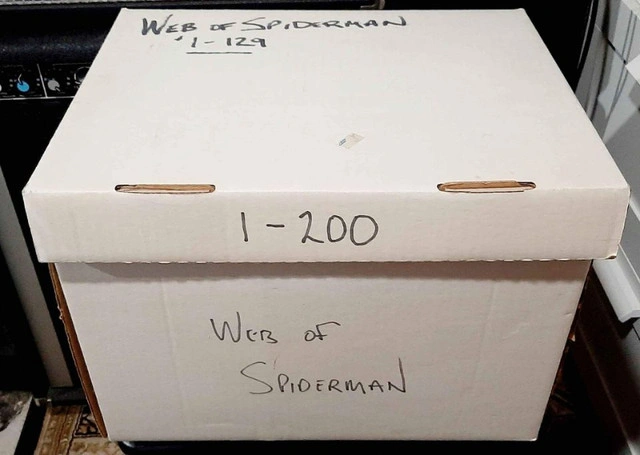 WEB OF SPIDERMAN
#1-129
1-200
WEB OF
SPIDERMAN